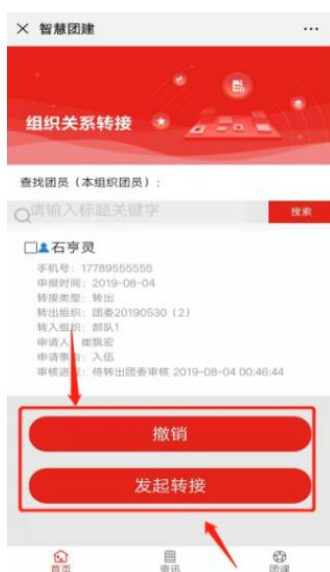 智慧团建
组织关系转接
查找团员（本组织团员）：
请输入标题关键字
搜索
石亨灵
手机号：17789555555
申报时间：2019-08-04
转接类型：转出
转出组织：团委20190530（2）
转入组织：部队1
申请人：崔飘宏
申请事由：入伍
审核进度：待转出团委审核 2019-08-04 00:46:44
撤销
发起转接
首页
资讯
团课